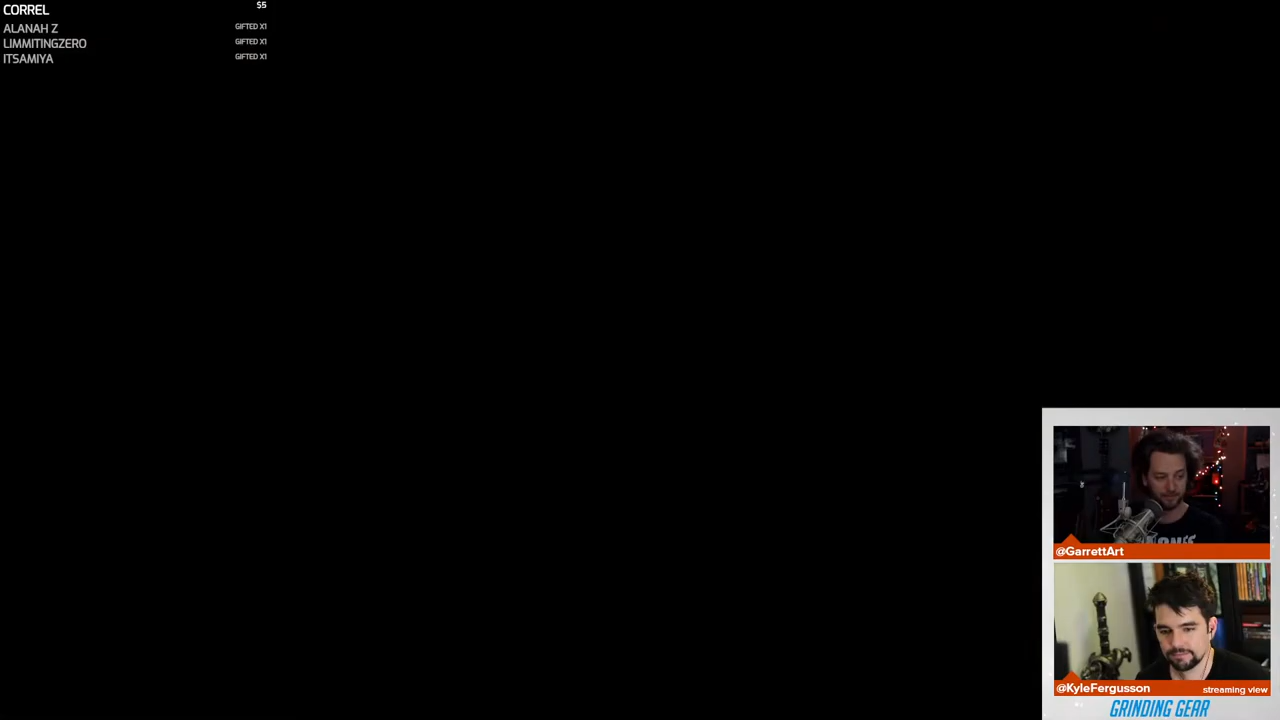 CORREL $5
ALANAH Z GIFTED X1
LIMMITINGZERO GIFTED X1
ITSAMIYA GIFTED X1
@GarrettArt
@KyleFergusson streaming view
GRINDING GEAR